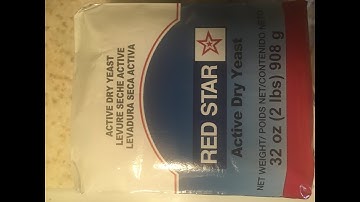 ACTIVE DRY YEAST
LEVURE SÈCHE ACTIVE
LEVADURA SECA ACTIVA
RED STAR
Active Dry Yeast
NET WEIGHT/ POIDS NET/CONTENIDO NETO
32 oz (2 lbs) 908 g